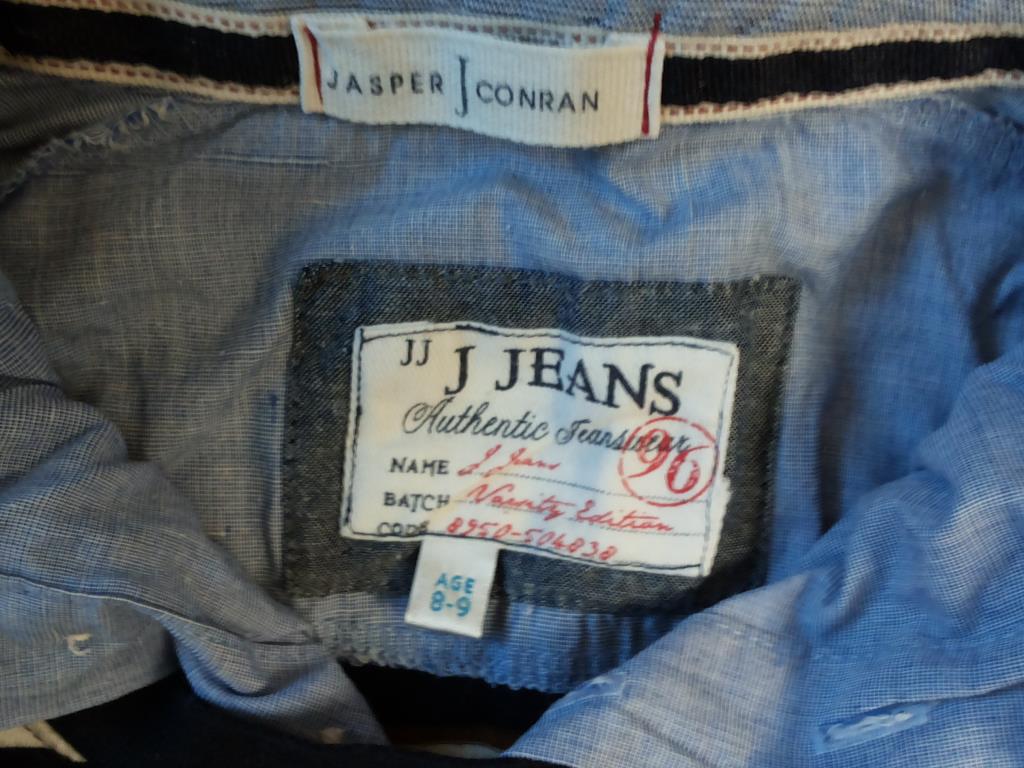 JASPER J CONRAN
JJ J JEANS
Authentic Jeanswear
96
NAME J Jeans
BATCH Varsity Edition
CODE 8950-504838
AGE
8-9